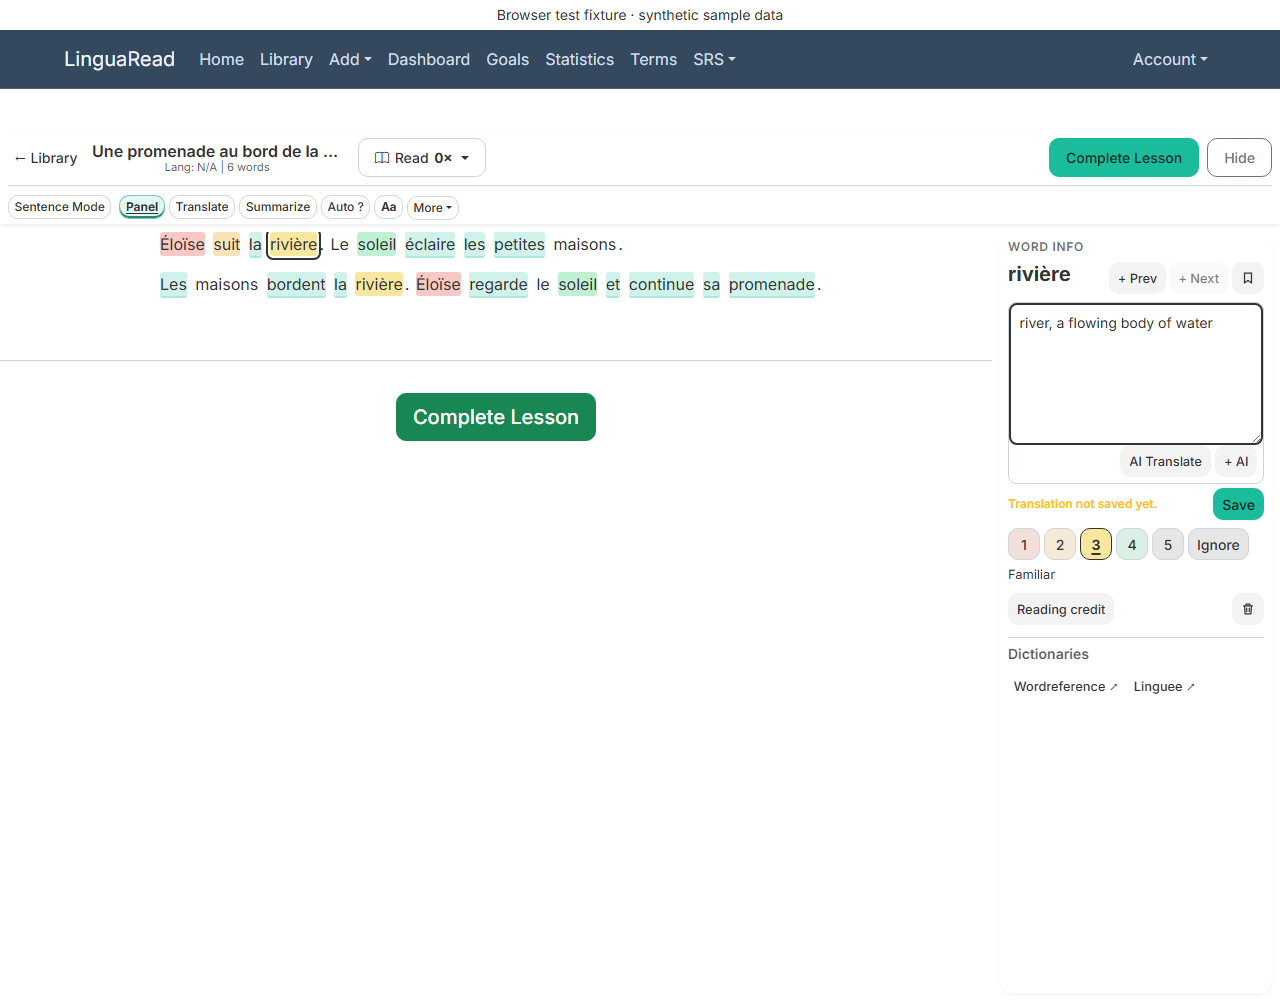 Browser test fixture · synthetic sample data
LinguaRead Home Library Add Dashboard Goals Statistics Terms SRS Account
← Library
Une promenade au bord de la ...
Lang: N/A | 6 words
Read 0×
Complete Lesson
Hide
Sentence Mode Panel Translate Summarize Auto ? Aa More
Éloïse suit la rivière. Le soleil éclaire les petites maisons.
Les maisons bordent la rivière. Éloïse regarde le soleil et continue sa promenade.
Complete Lesson
WORD INFO
rivière
+ Prev + Next
river, a flowing body of water
AI Translate + AI
Translation not saved yet.
Save
1 2 3 4 5 Ignore
Familiar
Reading credit
Dictionaries
Wordreference ↗ Linguee ↗